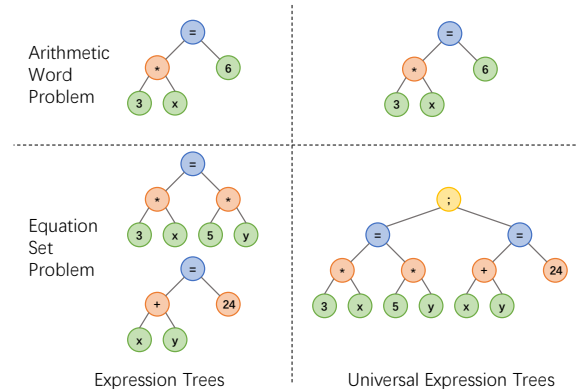 Arithmetic
Word
Problem
=
* 6
3 x
=
* 6
3 x
Equation
Set
Problem
=
* *
3 x 5 y
=
+ 24
x y
;
= =
* * + 24
3 x 5 y x y
Expression Trees
Universal Expression Trees